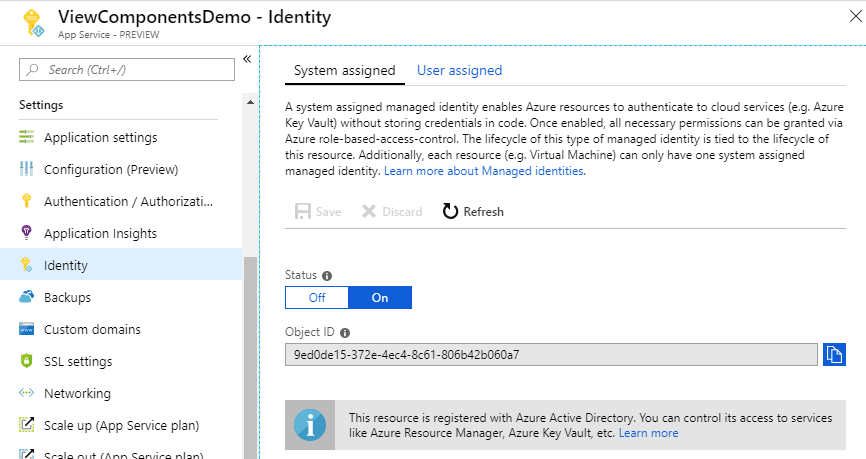 ViewComponentsDemo - Identity
App Service - PREVIEW
Search (Ctrl+/)
Settings
Application settings
Configuration (Preview)
Authentication / Authorizati...
Application Insights
Identity
Backups
Custom domains
SSL settings
Networking
Scale up (App Service plan)
Scale out (App Service plan)
System assigned
User assigned
A system assigned managed identity enables Azure resources to authenticate to cloud services (e.g. Azure
Key Vault) without storing credentials in code. Once enabled, all necessary permissions can be granted via
Azure role-based-access-control. The lifecycle of this type of managed identity is tied to the lifecycle of
this resource. Additionally, each resource (e.g. Virtual Machine) can only have one system assigned
managed identity. Learn more about Managed identities.
Save
Discard
Refresh
Status
Off
On
Object ID
9ed0de15-372e-4ec4-8c61-806b42b060a7
This resource is registered with Azure Active Directory. You can control its access to services
like Azure Resource Manager, Azure Key Vault, etc. Learn more